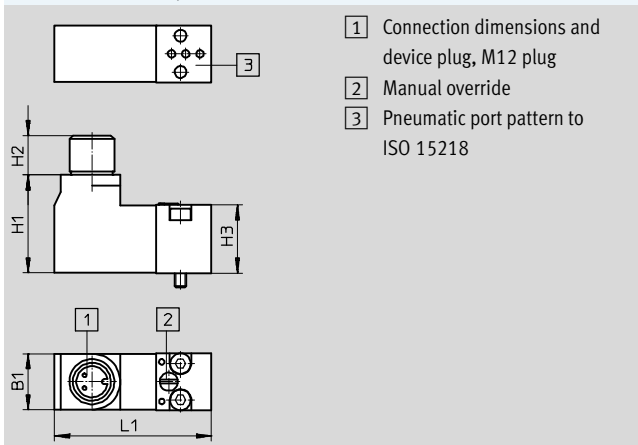 1 Connection dimensions and
device plug, M12 plug
2 Manual override
3 Pneumatic port pattern to
ISO 15218
3
H2
H1
H3
1
2
B1
L1